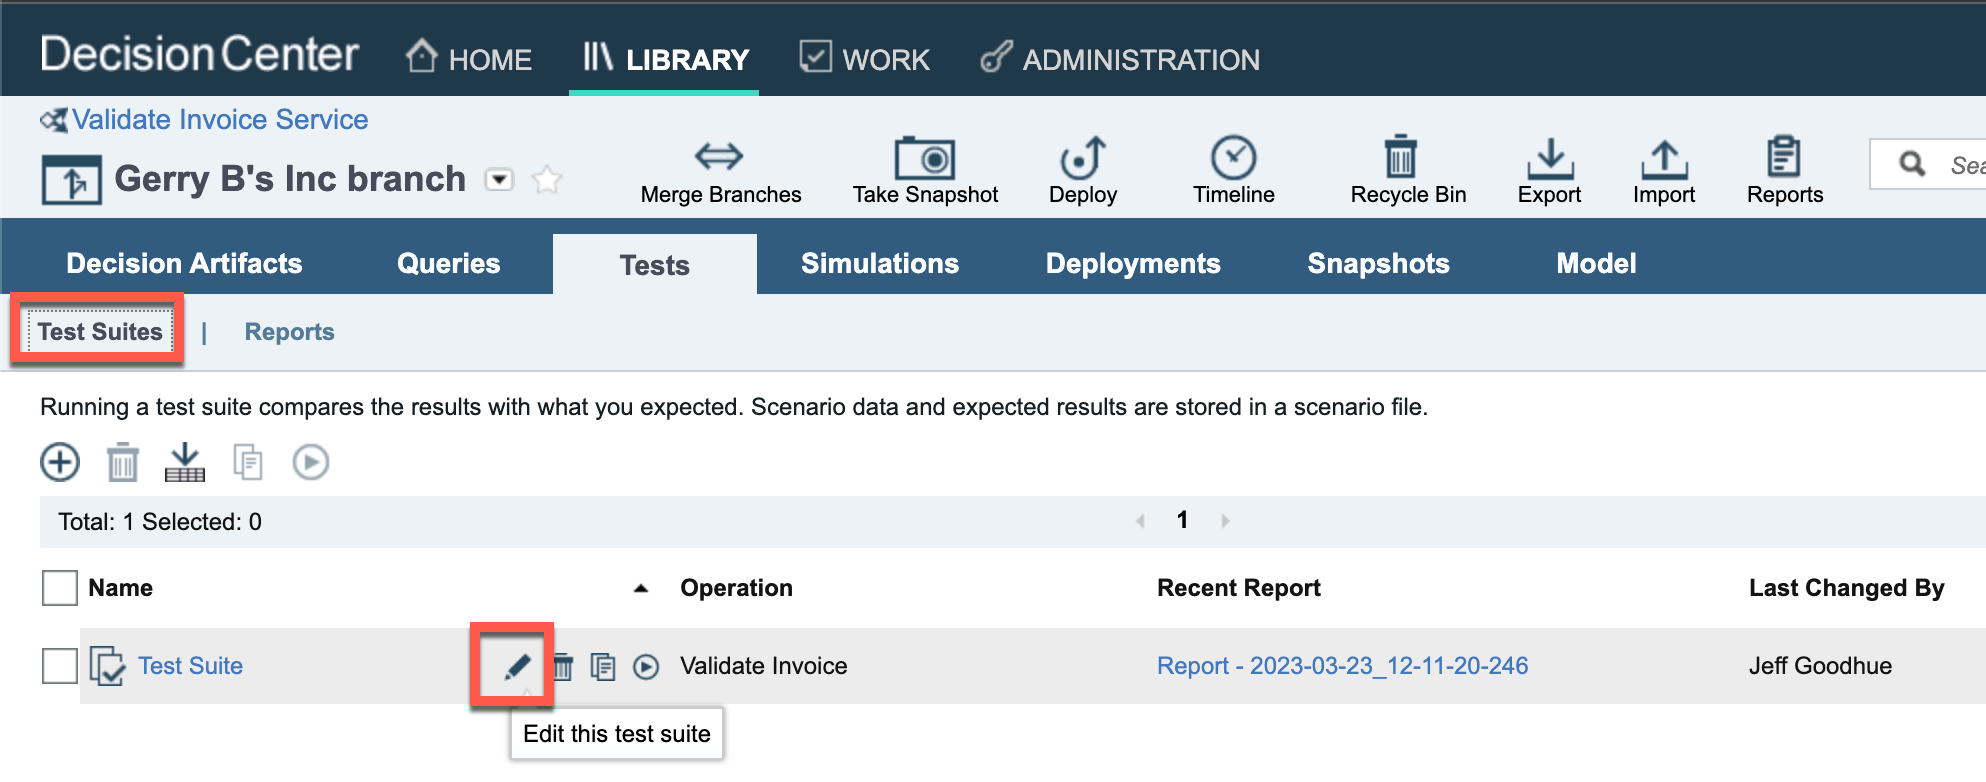 Decision Center HOME LIBRARY WORK ADMINISTRATION
Validate Invoice Service
Gerry B's Inc branch
Merge Branches Take Snapshot Deploy Timeline Recycle Bin Export Import Reports
Decision Artifacts Queries Tests Simulations Deployments Snapshots Model
Test Suites | Reports
Running a test suite compares the results with what you expected. Scenario data and expected results are stored in a scenario file.
Total: 1 Selected: 0 1
Name Operation Recent Report Last Changed By
Test Suite Validate Invoice Report - 2023-03-23_12-11-20-246 Jeff Goodhue
Edit this test suite